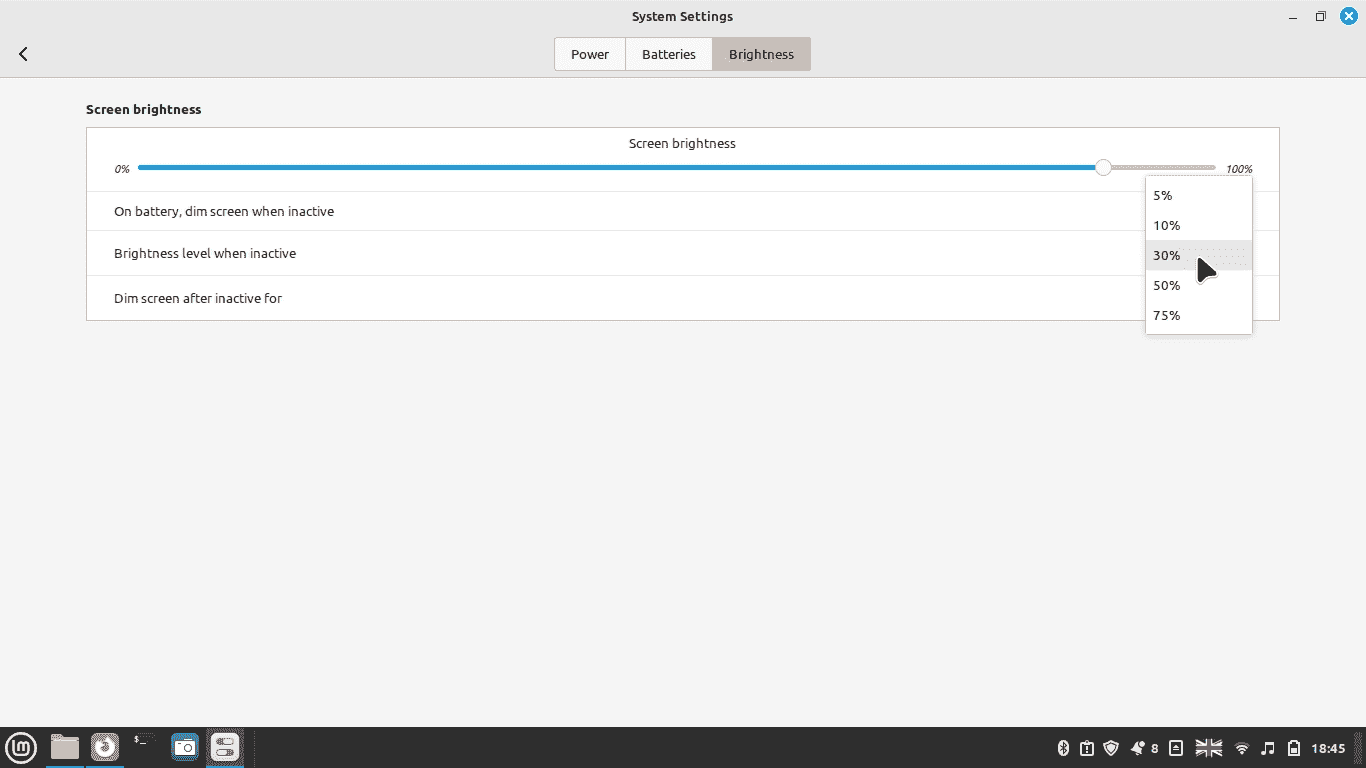 System Settings
Power Batteries Brightness
Screen brightness
Screen brightness
0% 100%
On battery, dim screen when inactive
Brightness level when inactive
Dim screen after inactive for
5%
10%
30%
50%
75%
8 18:45